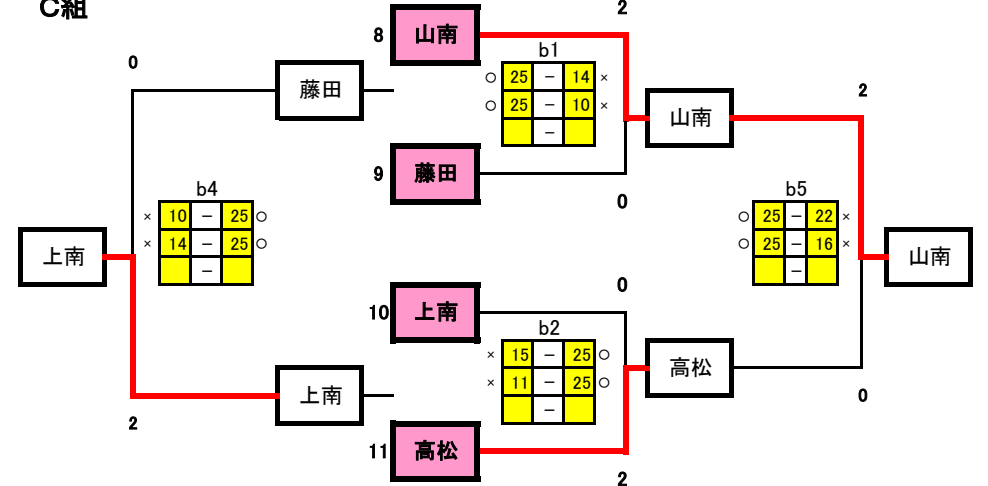 C組
2
8 山南
b1
0
藤田
○ 25 － 14 ×
○ 25 － 10 ×
－
山南
2
9 藤田
0
b4
× 10 － 25 ○
× 14 － 25 ○
－
b5
○ 25 － 22 ×
○ 25 － 16 ×
－
上南
山南
0
10 上南
b2
× 15 － 25 ○
× 11 － 25 ○
－
高松
上南
0
2
11 高松
2